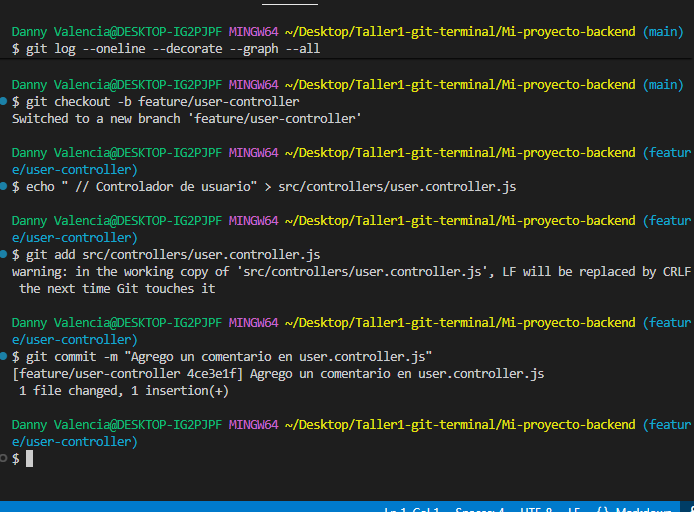 Danny Valencia@DESKTOP-IG2PJPF MINGW64 ~/Desktop/Taller1-git-terminal/Mi-proyecto-backend (main)
$ git log --oneline --decorate --graph --all
Danny Valencia@DESKTOP-IG2PJPF MINGW64 ~/Desktop/Taller1-git-terminal/Mi-proyecto-backend (main)
$ git checkout -b feature/user-controller
Switched to a new branch 'feature/user-controller'
Danny Valencia@DESKTOP-IG2PJPF MINGW64 ~/Desktop/Taller1-git-terminal/Mi-proyecto-backend (featur
e/user-controller)
$ echo " // Controlador de usuario" > src/controllers/user.controller.js
Danny Valencia@DESKTOP-IG2PJPF MINGW64 ~/Desktop/Taller1-git-terminal/Mi-proyecto-backend (featur
e/user-controller)
$ git add src/controllers/user.controller.js
warning: in the working copy of 'src/controllers/user.controller.js', LF will be replaced by CRLF
 the next time Git touches it
Danny Valencia@DESKTOP-IG2PJPF MINGW64 ~/Desktop/Taller1-git-terminal/Mi-proyecto-backend (featur
e/user-controller)
$ git commit -m "Agrego un comentario en user.controller.js"
[feature/user-controller 4ce3e1f] Agrego un comentario en user.controller.js
 1 file changed, 1 insertion(+)
Danny Valencia@DESKTOP-IG2PJPF MINGW64 ~/Desktop/Taller1-git-terminal/Mi-proyecto-backend (featur
e/user-controller)
$
Ln 1, Col 1 Spaces: 4 UTF-8 LF {} Markdown